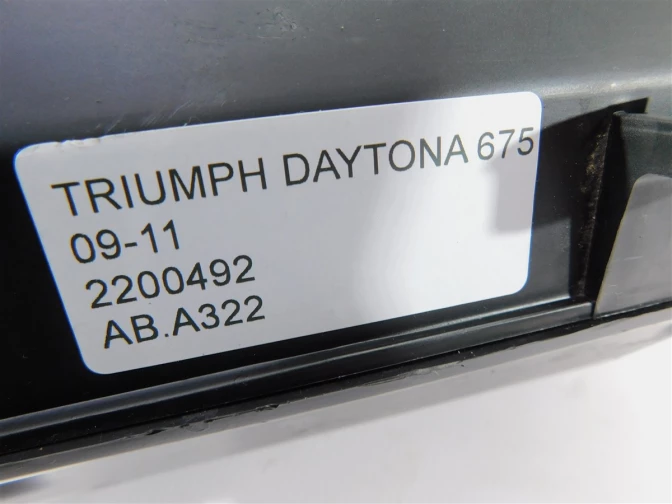 TRIUMPH DAYTONA 675
09-11
2200492
AB.A322